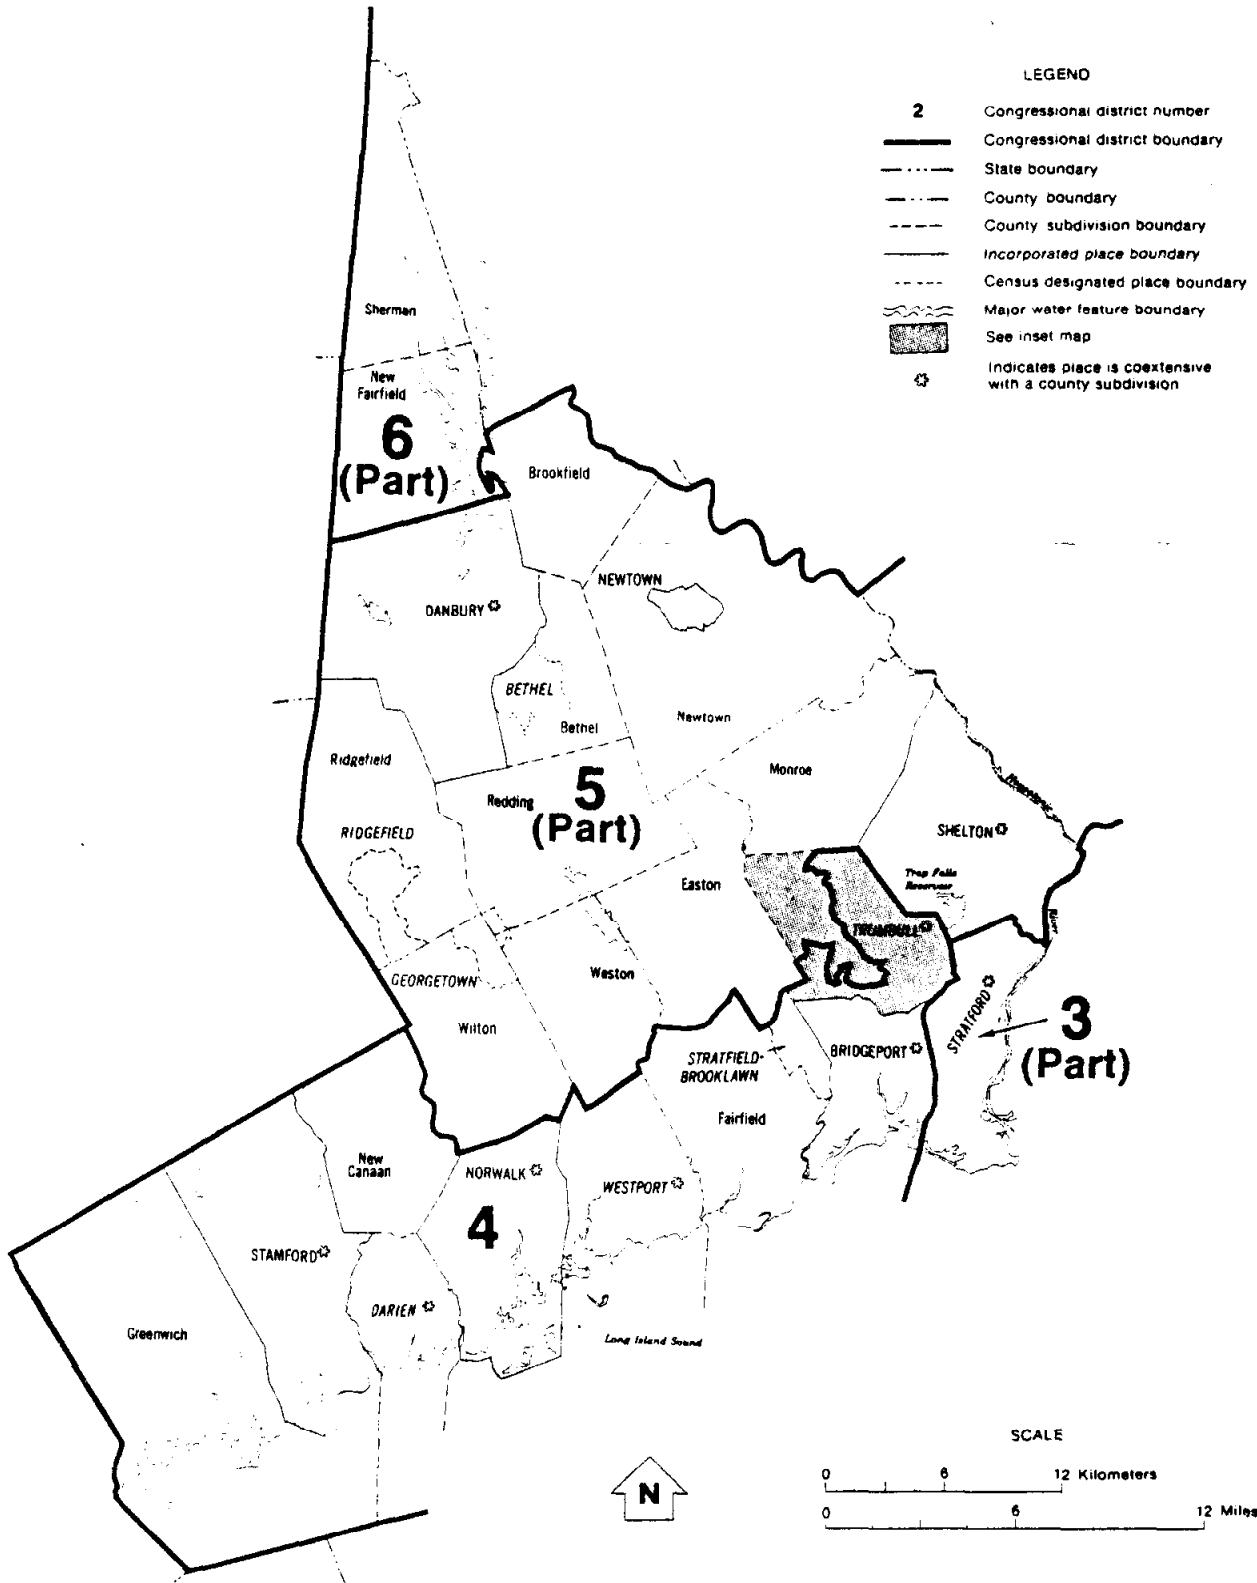 LEGEND
2 Congressional district number
Congressional district boundary
State boundary
County boundary
County subdivision boundary
Incorporated place boundary
Census designated place boundary
Major water feature boundary
See inset map
Indicates place is coextensive
with a county subdivision
Sherman
New
Fairfield
6
(Part)
Brookfield
NEWTOWN
DANBURY
BETHEL
Bethel
Newtown
Ridgefield
Monroe
Redding
5
(Part)
RIDGEFIELD
SHELTON
Easton
Trap Falls
Reservoir
TRUMBULL
River
GEORGETOWN
Weston
STRATFORD
Wilton
3
(Part)
BRIDGEPORT
STRATFIELD-
BROOKLAWN
Fairfield
New
Canaan
NORWALK
WESTPORT
4
STAMFORD
DARIEN
Greenwich
Long Island Sound
SCALE
0 6 12 Kilometers
0 6 12 Miles
N